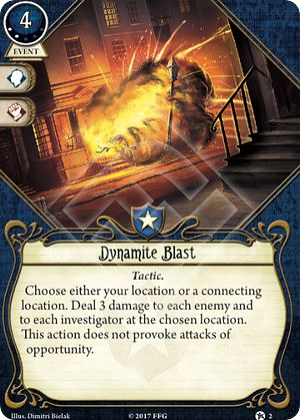 4
EVENT
Dynamite Blast
Tactic.
Choose either your location or a connecting
location. Deal 3 damage to each enemy and
to each investigator at the chosen location.
This action does not provoke attacks of
opportunity.
Illus. Dimitri Bielak
© 2017 FFG
2